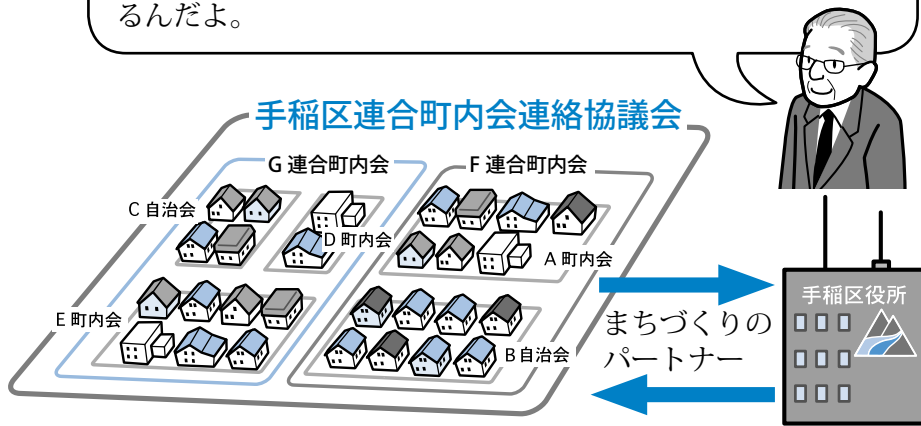 るんだよ。
手稲区連合町内会連絡協議会
G 連合町内会
F 連合町内会
C 自治会
D 町内会
A 町内会
E 町内会
B 自治会
まちづくりの
パートナー
手稲区役所